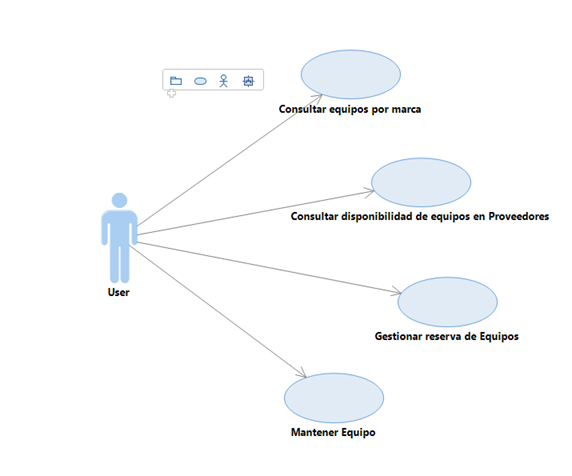 Consultar equipos por marca
Consultar disponibilidad de equipos en Proveedores
User
Gestionar reserva de Equipos
Mantener Equipo